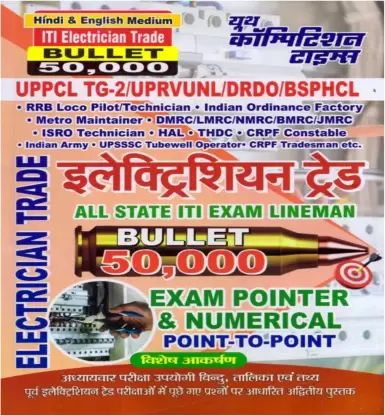 Hindi & English Medium
ITI Electrician Trade
BULLET
50,000
यूथ
कॉम्पिटिशन
टाइम्स
UPPCL TG-2/UPRVUNL/DRDO/BSPHCL
• RRB Loco Pilot/Technician • Indian Ordinance Factory
• Metro Maintainer • DMRC/LMRC/NMRC/BMRC/JMRC
• ISRO Technician • HAL • THDC • CRPF Constable
• Indian Army • UPSSSC Tubewell Operator• CRPF Tradesman etc.
ELECTRICIAN TRADE
इलेक्ट्रिशियन ट्रेड
ALL STATE ITI EXAM LINEMAN
BULLET
50,000
EXAM POINTER
& NUMERICAL
POINT-TO-POINT
विशेष आकर्षण
अध्यायवार परीक्षा उपयोगी बिन्दु, तालिका एवं तथ्य
पूर्व इलेक्ट्रिशियन ट्रेड परीक्षाओं में पूछे गए प्रश्नों पर आधारित अद्वितीय पुस्तक